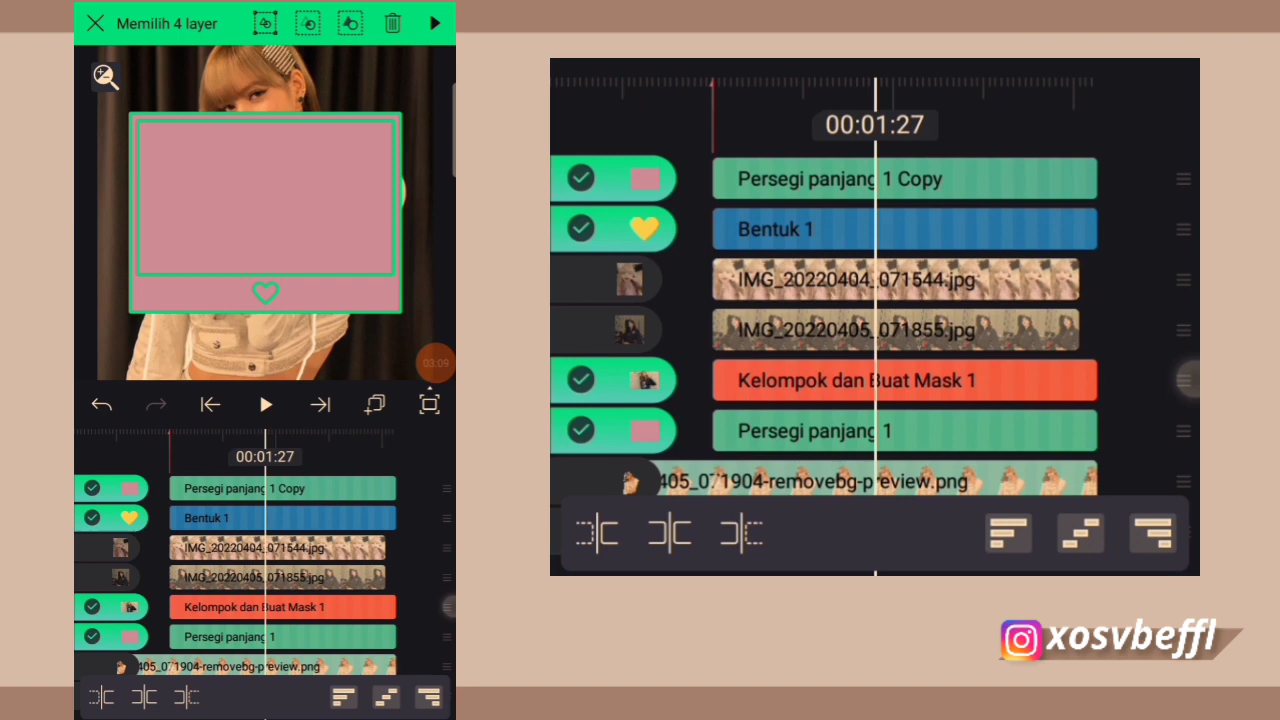 Memilih 4 layer
03:09
00:01:27
Persegi panjang 1 Copy
Bentuk 1
IMG_20220404_071544.jpg
IMG_20220405_071855.jpg
Kelompok dan Buat Mask 1
Persegi panjang 1
405_071904-removebg-preview.png
00:01:27
Persegi panjang 1 Copy
Bentuk 1
IMG_20220404_071544.jpg
IMG_20220405_071855.jpg
Kelompok dan Buat Mask 1
Persegi panjang 1
405_071904-removebg-preview.png
xosvbeffl